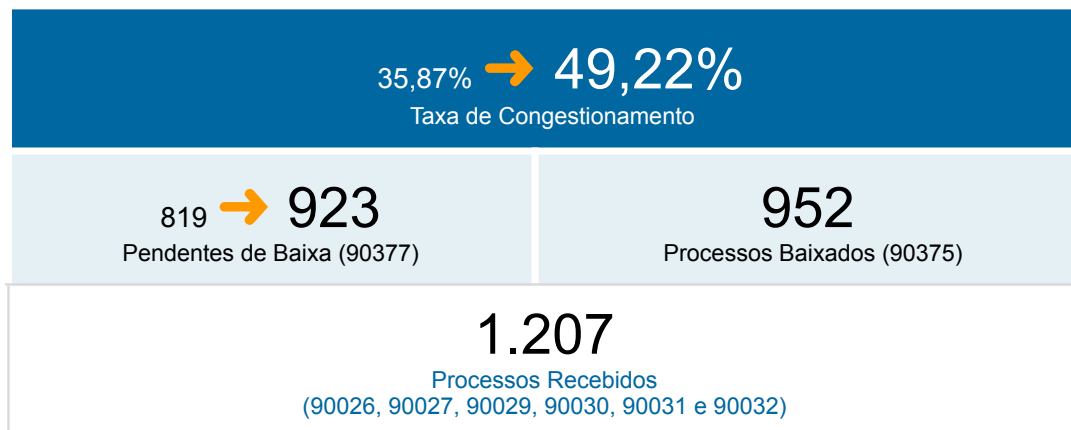 35,87% ➔ 49,22%
Taxa de Congestionamento
819 ➔ 923
Pendentes de Baixa (90377)
952
Processos Baixados (90375)
1.207
Processos Recebidos
(90026, 90027, 90029, 90030, 90031 e 90032)